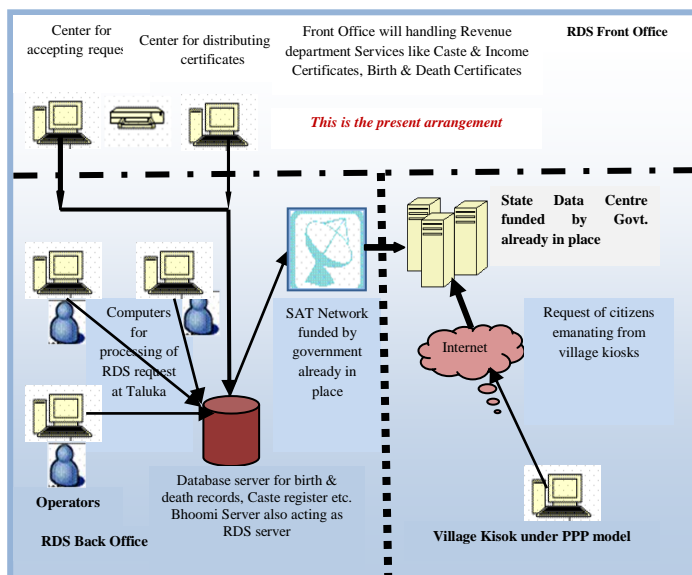 Center for
accepting request
Center for distributing
certificates
Front Office will handling Revenue
department Services like Caste & Income
Certificates, Birth & Death Certificates
RDS Front Office
This is the present arrangement
State Data Centre
funded by Govt.
already in place
Computers
for
processing of
RDS request
at Taluka
SAT Network
funded by
government
already in
place
Internet
Request of citizens
emanating from
village kiosks
Operators
RDS Back Office
Database server for birth &
death records, Caste register etc.
Bhoomi Server also acting as
RDS server
Village Kisok under PPP model